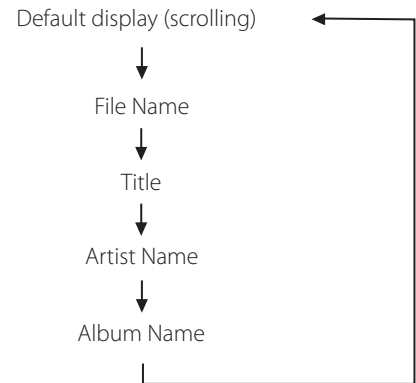 Default display (scrolling)
File Name
Title
Artist Name
Album Name